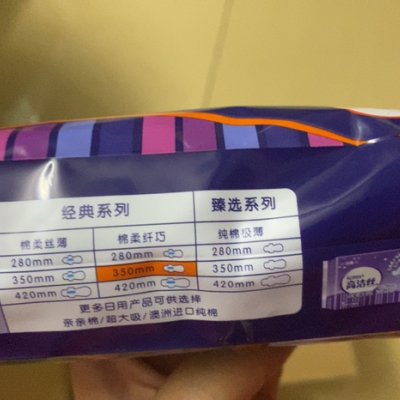 经典系列 臻选系列
棉柔丝薄 棉柔纤巧 纯棉极薄
280mm 280mm 280mm
350mm 350mm 350mm
420mm 420mm 420mm
更多日用产品可供选择
亲亲棉/超大吸/澳洲进口纯棉
高洁丝